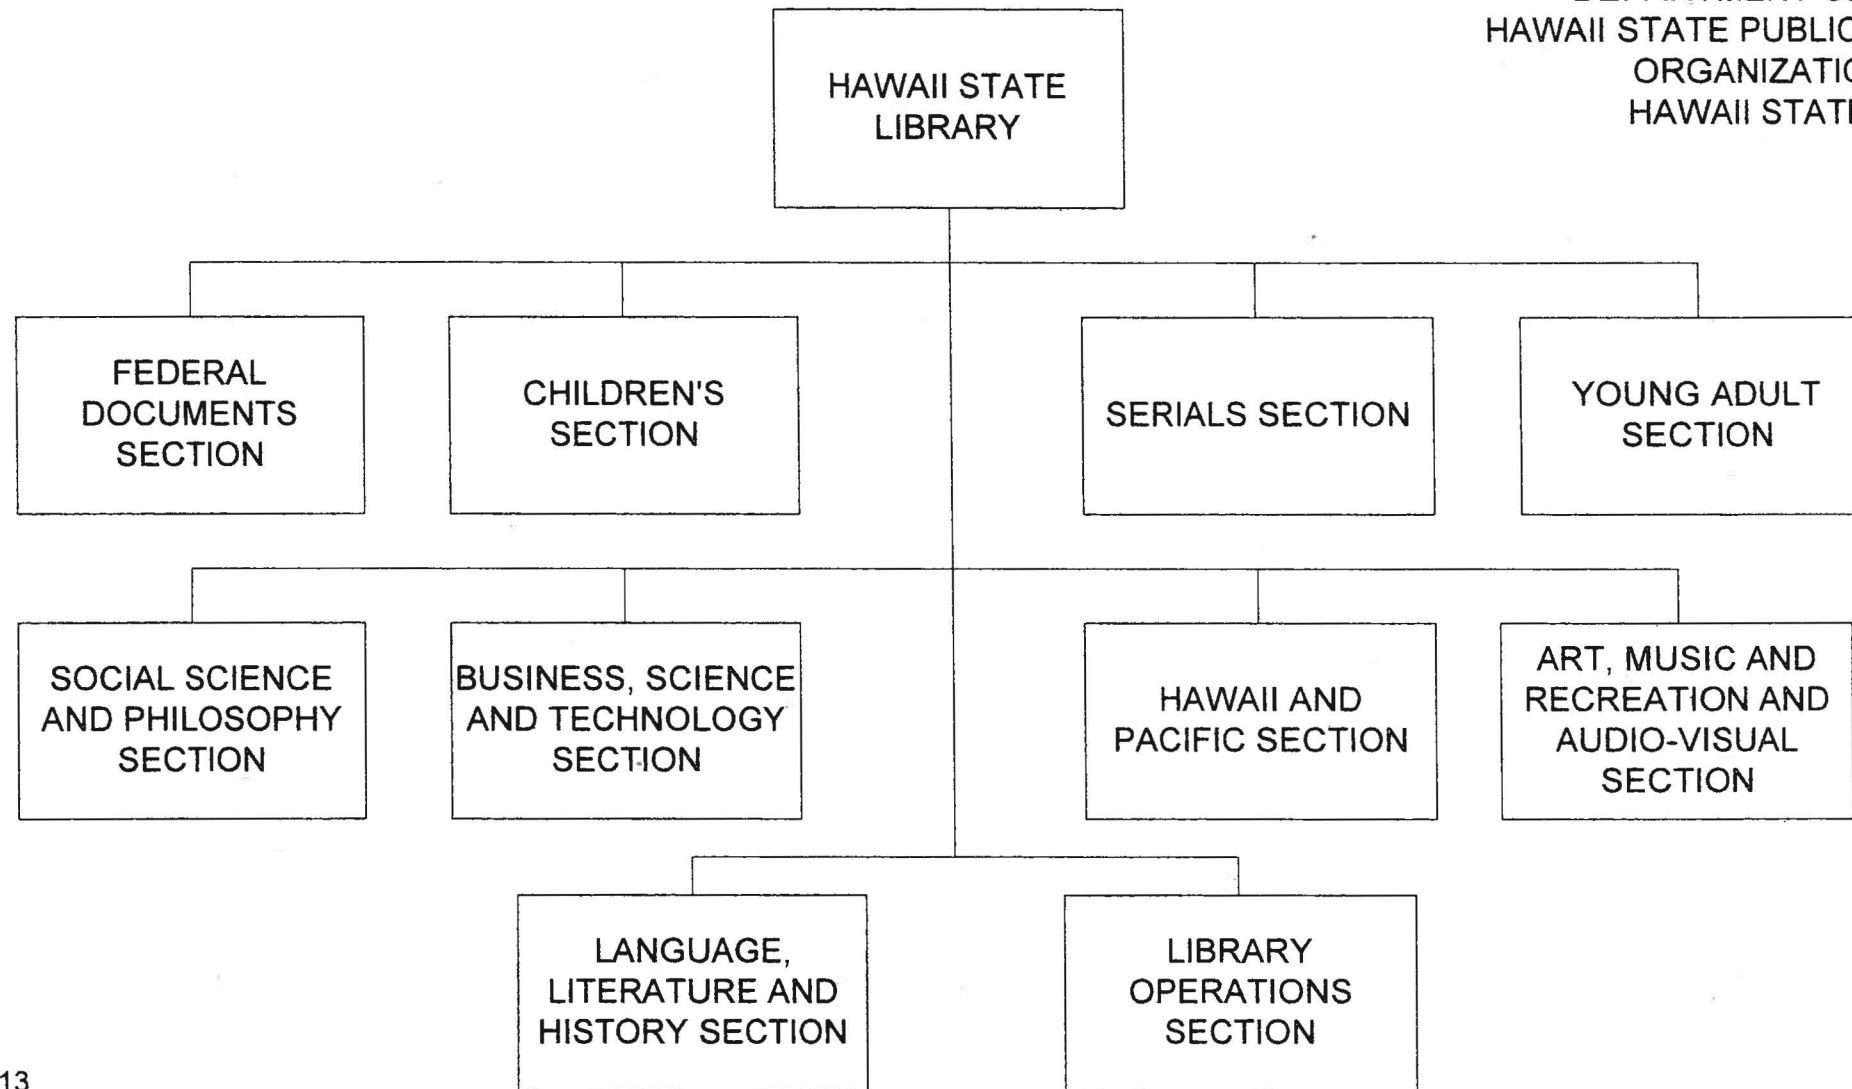 HAWAII STATE PUBLIC
ORGANIZATIO
HAWAII STATE
HAWAII STATE
LIBRARY
FEDERAL
DOCUMENTS
SECTION
CHILDREN'S
SECTION
SERIALS SECTION
YOUNG ADULT
SECTION
SOCIAL SCIENCE
AND PHILOSOPHY
SECTION
BUSINESS, SCIENCE
AND TECHNOLOGY
SECTION
HAWAII AND
PACIFIC SECTION
ART, MUSIC AND
RECREATION AND
AUDIO-VISUAL
SECTION
LANGUAGE,
LITERATURE AND
HISTORY SECTION
LIBRARY
OPERATIONS
SECTION
13